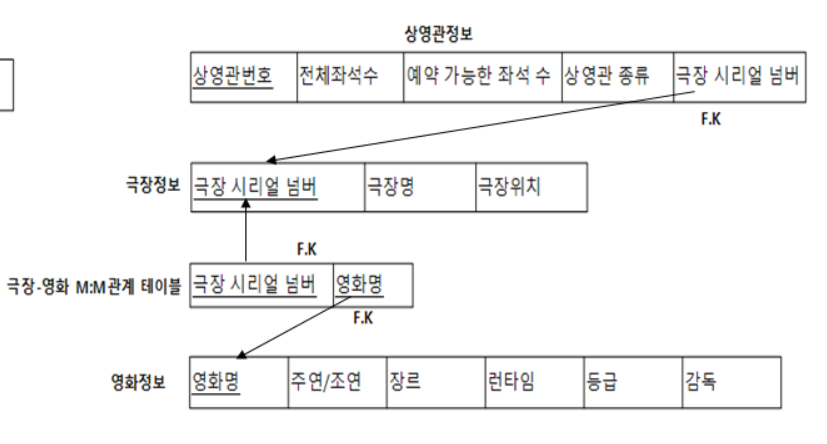 상영관정보
상영관번호 전체좌석수 예약 가능한 좌석 수 상영관 종류 극장 시리얼 넘버
F.K
극장정보 극장 시리얼 넘버 극장명 극장위치
F.K
극장-영화 M:M관계 테이블 극장 시리얼 넘버 영화명
F.K
영화정보 영화명 주연/조연 장르 런타임 등급 감독